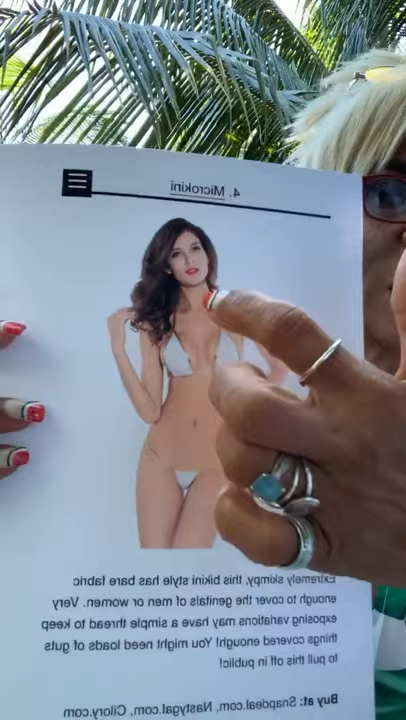 4. Microkini
Extremely skimpy, this bikini style has bare fabric
enough to cover the genitals of men or women. Very
exposing variations may have a simple thread to keep
things covered enough! You might need loads of guts
to pull this off in public!
Buy at: Snapdeal.com, Nastygal.com, Cilory.com